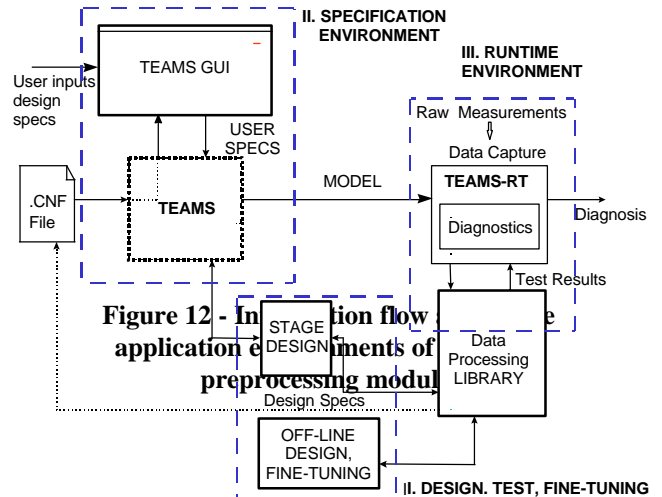 II. SPECIFICATION
ENVIRONMENT
TEAMS GUI
III. RUNTIME
ENVIRONMENT
User inputs
design
specs
USER
SPECS
Raw Measurements
Data Capture
TEAMS-RT
MODEL
.CNF
File
TEAMS
Diagnostics
Diagnosis
Test Results
Figure 12 - In tion flow e
application e ments of
preprocessing modul
STAGE
DESIGN
Data
Processing
LIBRARY
Design Specs
OFF-LINE
DESIGN,
FINE-TUNING
I. DESIGN. TEST, FINE-TUNING